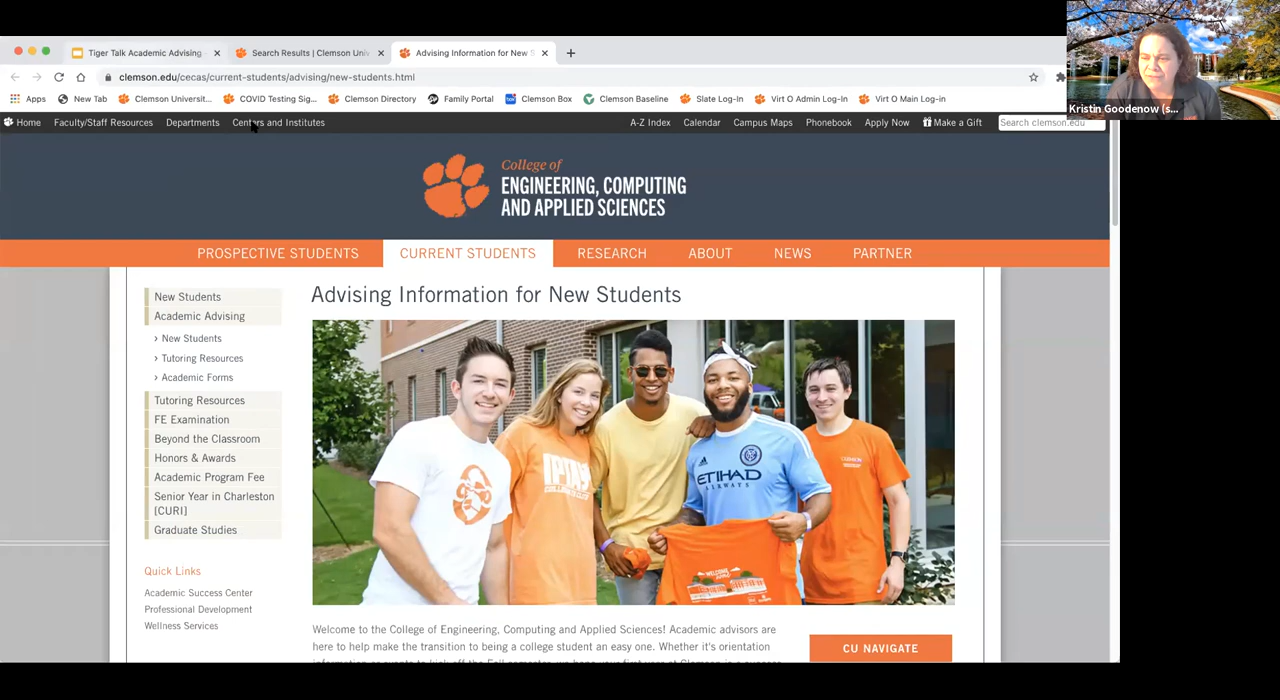 Tiger Talk Academic Advising
Search Results | Clemson Univ
Advising Information for New S
clemson.edu/cecas/current-students/advising/new-students.html
Apps
New Tab
Clemson Universit...
COVID Testing Sig...
Clemson Directory
Family Portal
Clemson Box
Clemson Baseline
Slate Log-In
Virt O Admin Log-In
Virt O Main Log-in
Kristin Goodenow (s...
Home
Faculty/Staff Resources
Departments
Centers and Institutes
A-Z Index
Calendar
Campus Maps
Phonebook
Apply Now
Make a Gift
Search clemson.edu
College of
ENGINEERING, COMPUTING
AND APPLIED SCIENCES
PROSPECTIVE STUDENTS
CURRENT STUDENTS
RESEARCH
ABOUT
NEWS
PARTNER
New Students
Academic Advising
› New Students
› Tutoring Resources
› Academic Forms
Tutoring Resources
FE Examination
Beyond the Classroom
Honors & Awards
Academic Program Fee
Senior Year in Charleston
[CURI]
Graduate Studies
Quick Links
Academic Success Center
Professional Development
Wellness Services
Advising Information for New Students
IPTAY
COLLEGIATE CLUB
ETIHAD
AIRWAYS
CLEMSON
WELCOME
Welcome to the College of Engineering, Computing and Applied Sciences! Academic advisors are
here to help make the transition to being a college student an easy one. Whether it's orientation
CU NAVIGATE